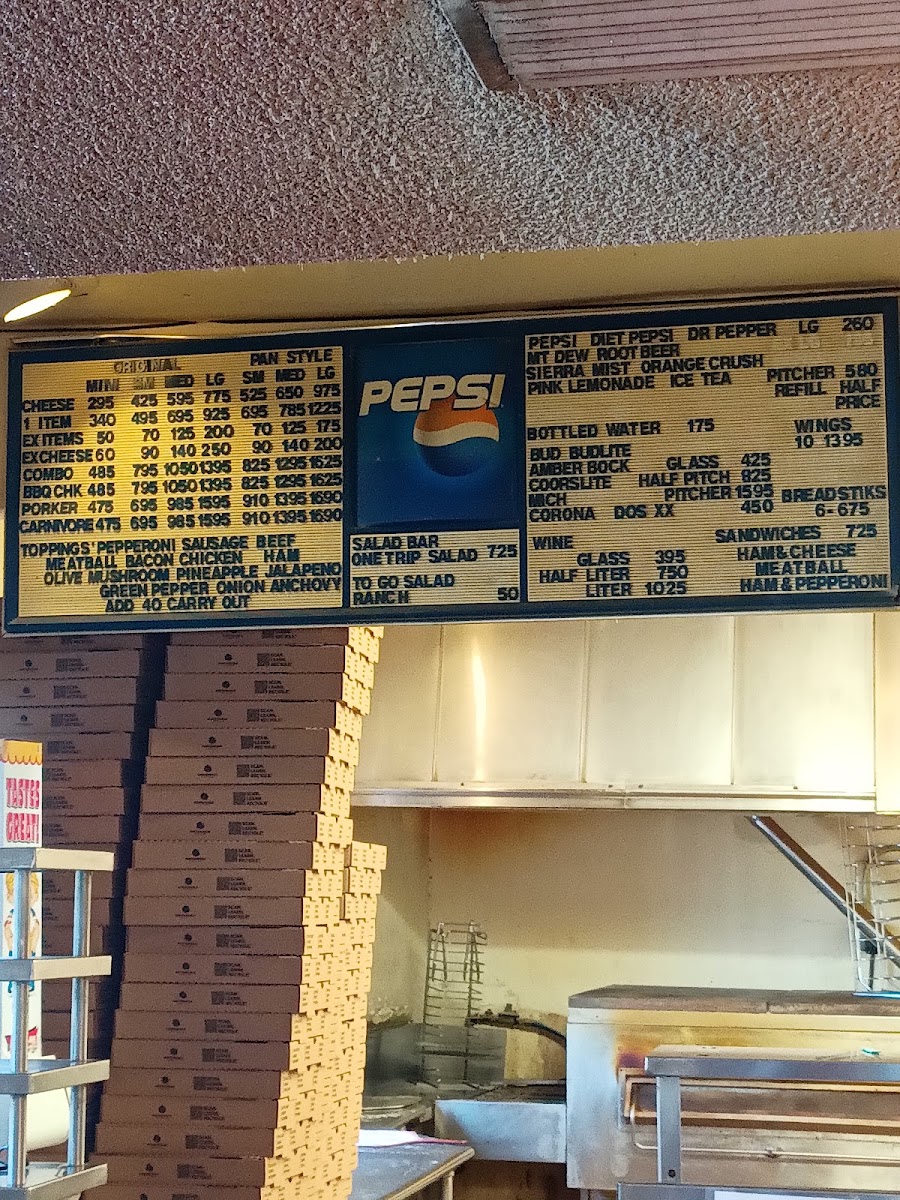 ORIGINAL PAN STYLE
MINI SM MED LG SM MED LG
CHEESE 295 425 595 775 525 650 975
1 ITEM 340 495 695 925 695 785 1225
EX ITEMS 50 70 125 200 70 125 175
EX CHEESE 60 90 140 250 90 140 200
COMBO 485 795 1050 1395 825 1295 1625
BBQ CHK 485 795 1050 1395 825 1295 1625
PORKER 475 695 985 1595 910 1395 1690
CARNIVORE 475 695 985 1595 910 1395 1690
TOPPINGS PEPPERONI SAUSAGE BEEF
MEATBALL BACON CHICKEN HAM
OLIVE MUSHROOM PINEAPPLE JALAPENO
GREEN PEPPER ONION ANCHOVY
ADD 40 CARRY OUT
PEPSI
SALAD BAR
ONE TRIP SALAD 725
TO GO SALAD
RANCH 50
PEPSI DIET PEPSI DR PEPPER LG 260
MT DEW ROOT BEER
SIERRA MIST ORANGE CRUSH
PINK LEMONADE ICE TEA PITCHER 580
REFILL HALF
PRICE
BOTTLED WATER 175 WINGS
10 1395
BUD BUDLITE
AMBER BOCK GLASS 425
COORSLITE HALF PITCH 825
MICH PITCHER 1595 BREADSTIKS
CORONA DOS XX 450 6-675
WINE SANDWICHES 725
GLASS 395 HAM & CHEESE
HALF LITER 750 MEATBALL
LITER 1025 HAM & PEPPERONI
TASTES
GREAT!